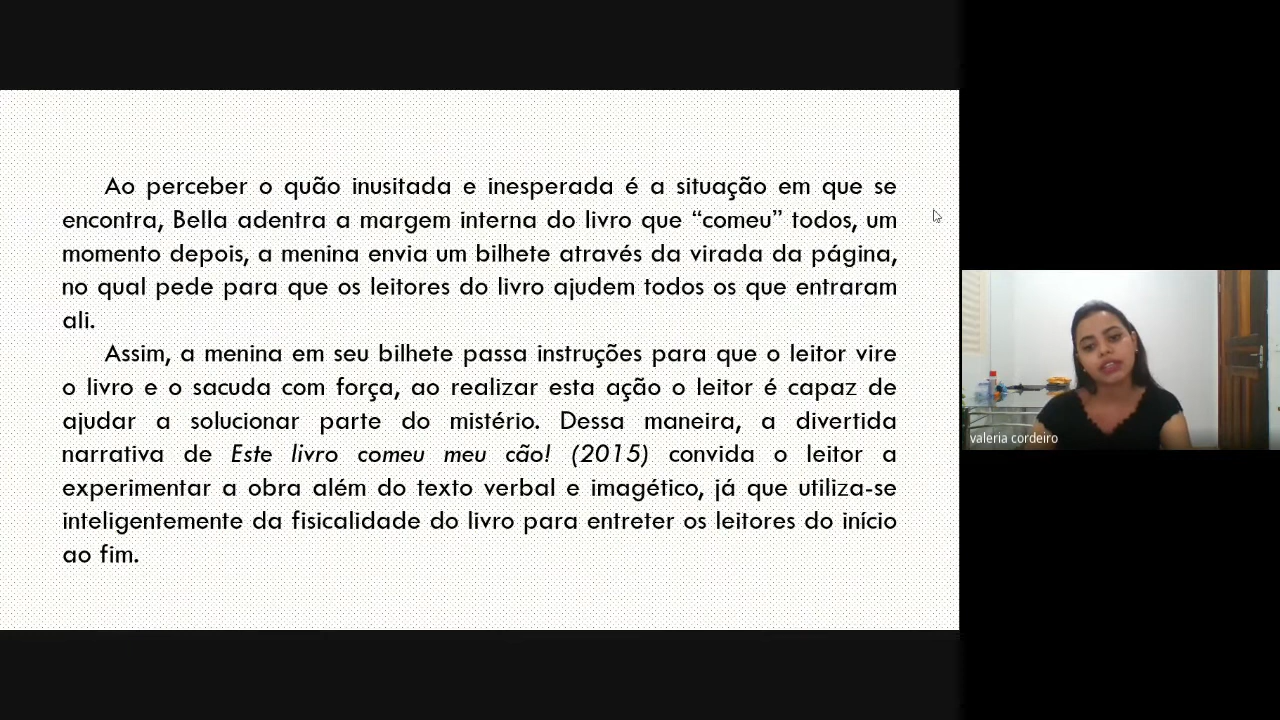 Ao perceber o quão inusitada e inesperada é a situação em que se
encontra, Bella adentra a margem interna do livro que “comeu” todos, um
momento depois, a menina envia um bilhete através da virada da página,
no qual pede para que os leitores do livro ajudem todos os que entraram
ali.
Assim, a menina em seu bilhete passa instruções para que o leitor vire
o livro e o sacuda com força, ao realizar esta ação o leitor é capaz de
ajudar a solucionar parte do mistério. Dessa maneira, a divertida
narrativa de Este livro comeu meu cão! (2015) convida o leitor a
experimentar a obra além do texto verbal e imagético, já que utiliza-se
inteligentemente da fisicalidade do livro para entreter os leitores do início
ao fim.
valeria cordeiro